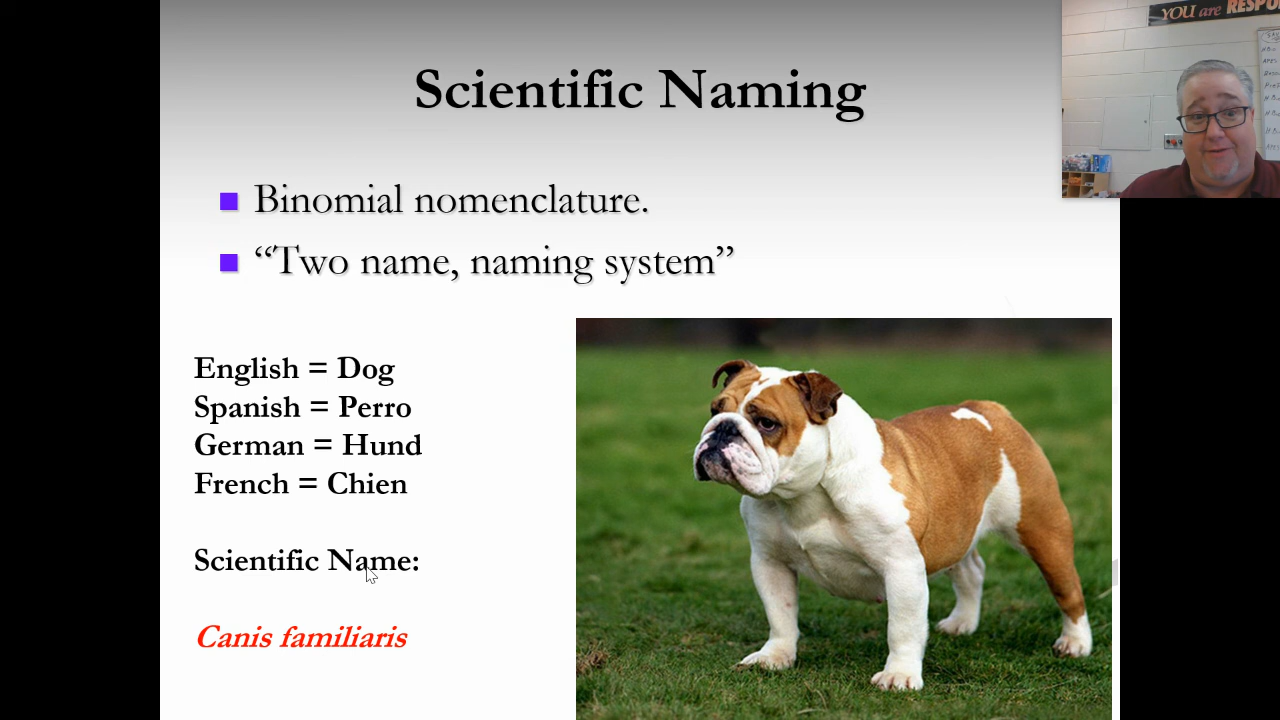 Scientific Naming
Binomial nomenclature.
“Two name, naming system”
English = Dog
Spanish = Perro
German = Hund
French = Chien
Scientific Name:
Canis familiaris
YOU are RESPO